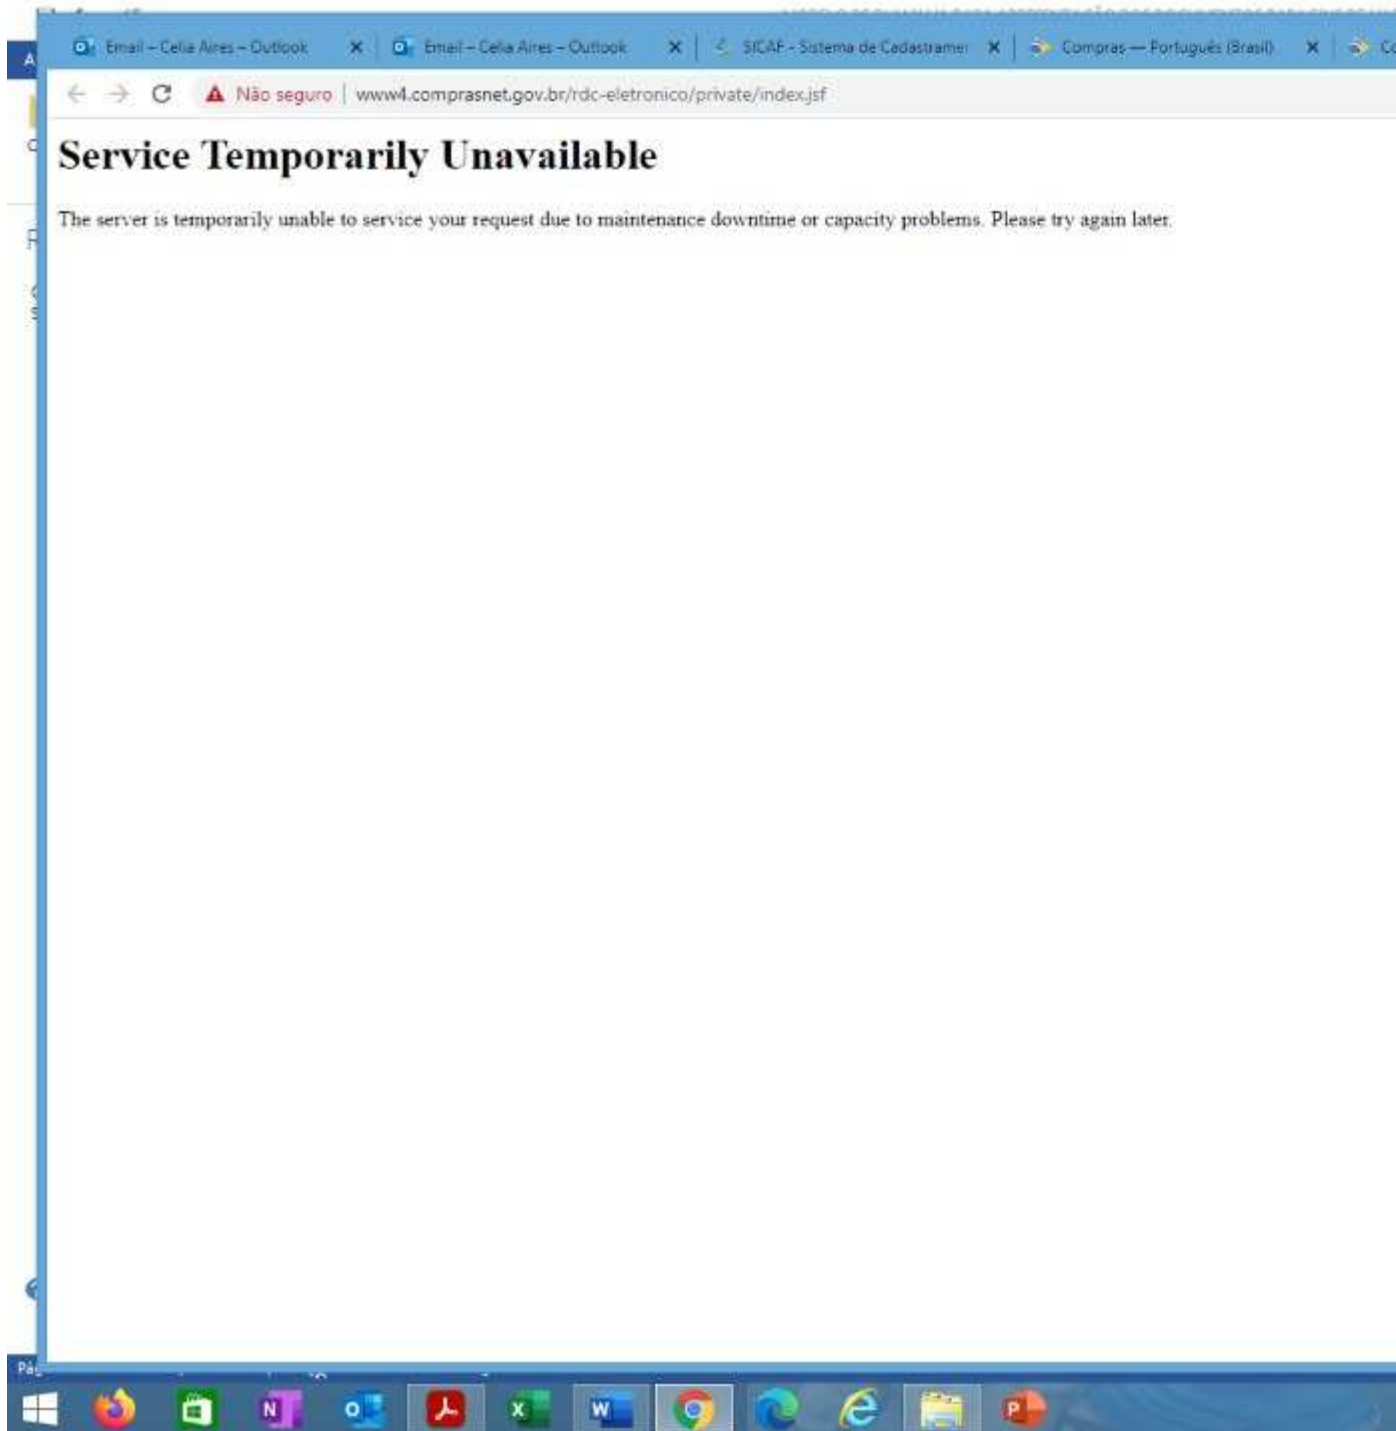 Email – Celia Aires – Outlook
Email – Celia Aires – Outlook
SICAF - Sistema de Cadastramen
Compras — Português (Brasil)
Co
Não seguro | www4.comprasnet.gov.br/rdc-eletronico/private/index.jsf
Service Temporarily Unavailable
The server is temporarily unable to service your request due to maintenance downtime or capacity problems. Please try again later.